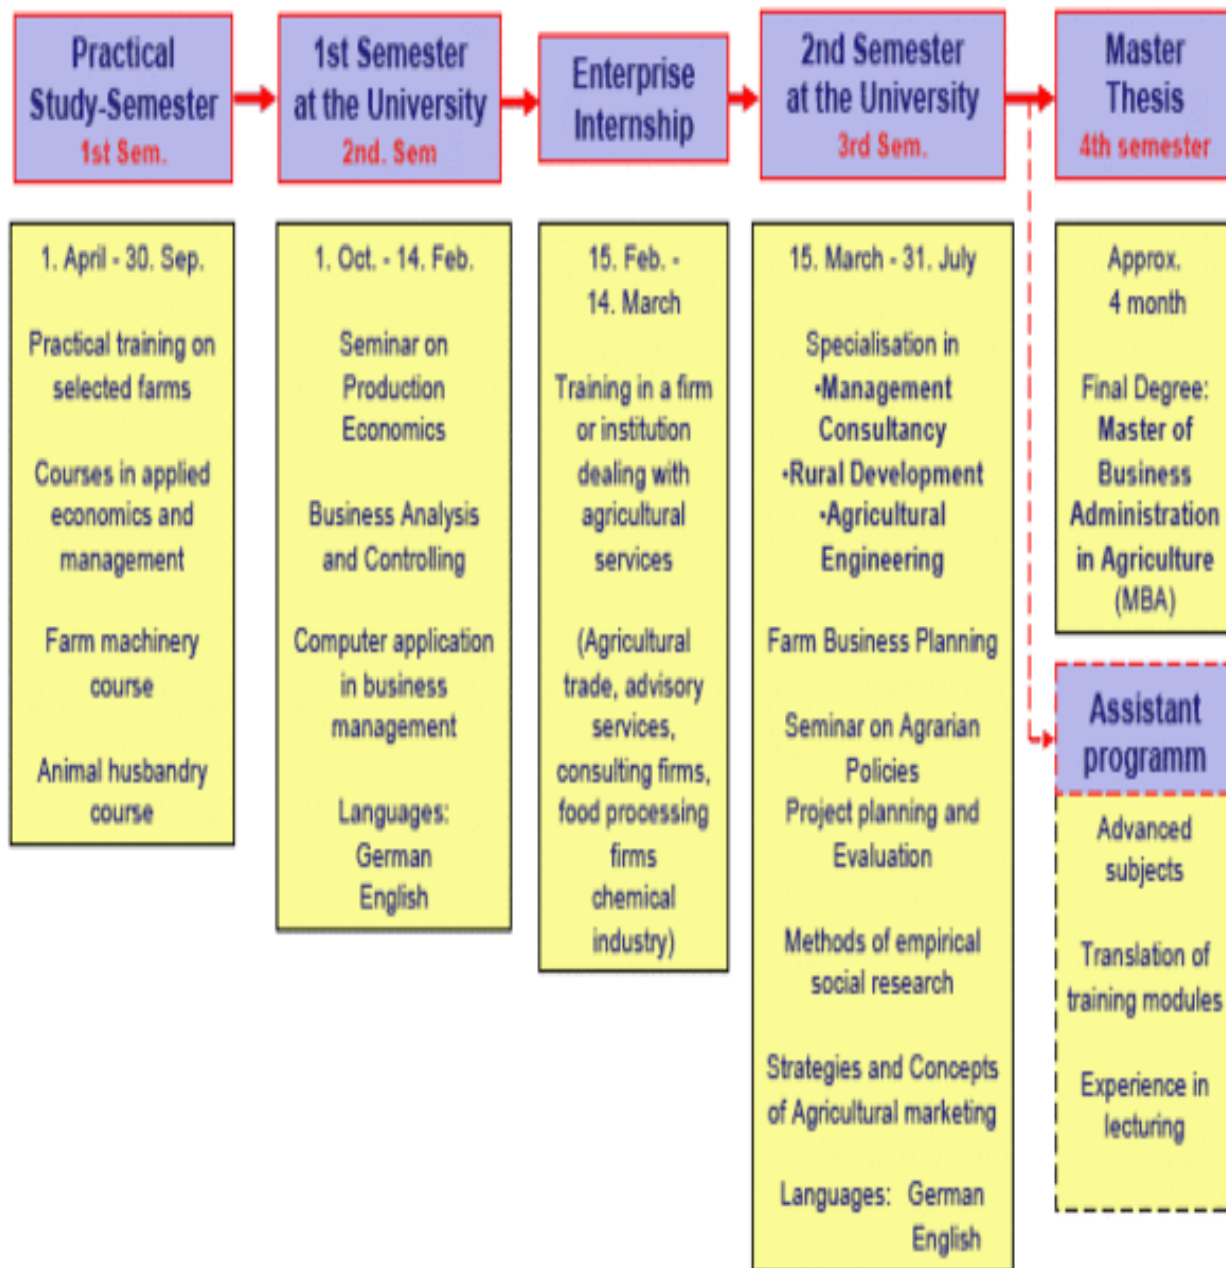 Practical
Study-Semester
1st Sem.
1st Semester
at the University
2nd. Sem
Enterprise
Internship
2nd Semester
at the University
3rd Sem.
Master
Thesis
4th semester
1. April - 30. Sep.
Practical training on
selected farms
Courses in applied
economics and
management
Farm machinery
course
Animal husbandry
course
1. Oct. - 14. Feb.
Seminar on
Production
Economics
Business Analysis
and Controlling
Computer application
in business
management
Languages:
German
English
15. Feb. -
14. March
Training in a firm
or institution
dealing with
agricultural
services
(Agricultural
trade, advisory
services,
consulting firms,
food processing
firms
chemical
industry)
15. March - 31. July
Specialisation in
•Management
Consultancy
•Rural Development
•Agricultural
Engineering
Farm Business Planning
Seminar on Agrarian
Policies
Project planning and
Evaluation
Methods of empirical
social research
Strategies and Concepts
of Agricultural marketing
Languages: German
English
Approx.
4 month
Final Degree:
Master of
Business
Administration
in Agriculture
(MBA)
Assistant
programm
Advanced
subjects
Translation of
training modules
Experience in
lecturing